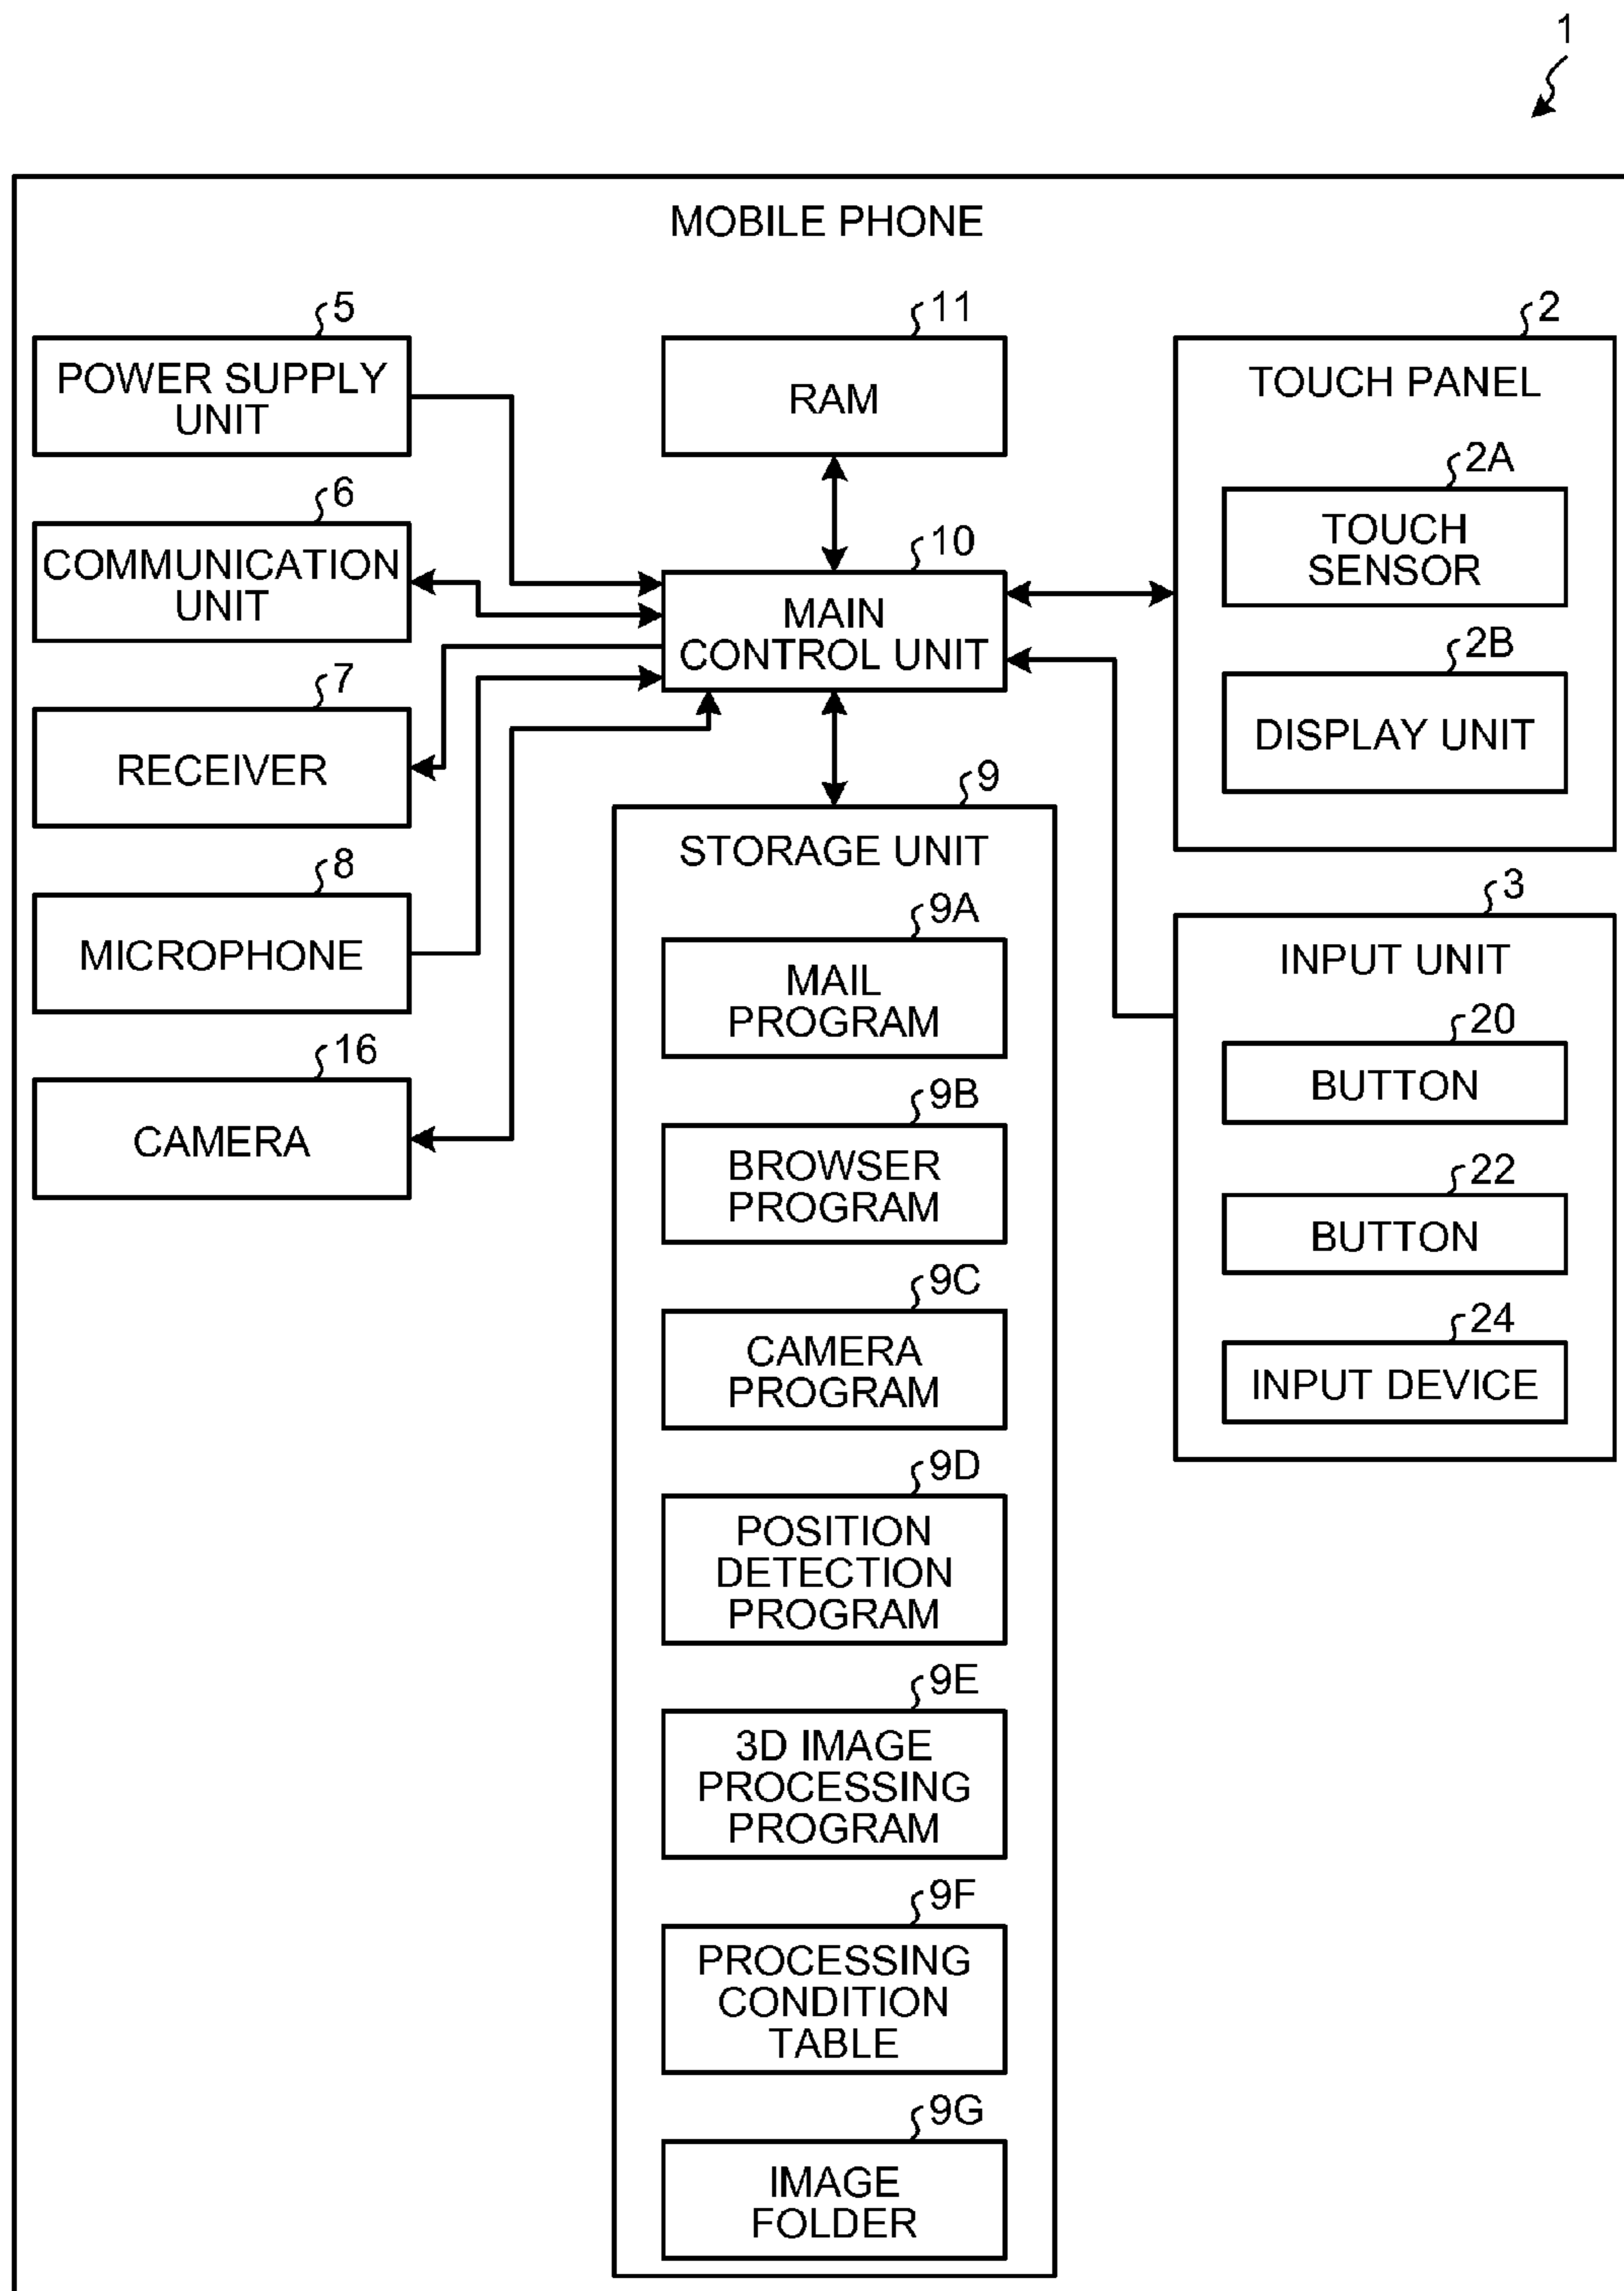 1
MOBILE PHONE
5
POWER SUPPLY
UNIT
6
COMMUNICATION
UNIT
7
RECEIVER
8
MICROPHONE
16
CAMERA
11
RAM
10
MAIN
CONTROL UNIT
9
STORAGE UNIT
9A
MAIL
PROGRAM
9B
BROWSER
PROGRAM
9C
CAMERA
PROGRAM
9D
POSITION
DETECTION
PROGRAM
9E
3D IMAGE
PROCESSING
PROGRAM
9F
PROCESSING
CONDITION
TABLE
9G
IMAGE
FOLDER
2
TOUCH PANEL
2A
TOUCH
SENSOR
2B
DISPLAY UNIT
3
INPUT UNIT
20
BUTTON
22
BUTTON
24
INPUT DEVICE